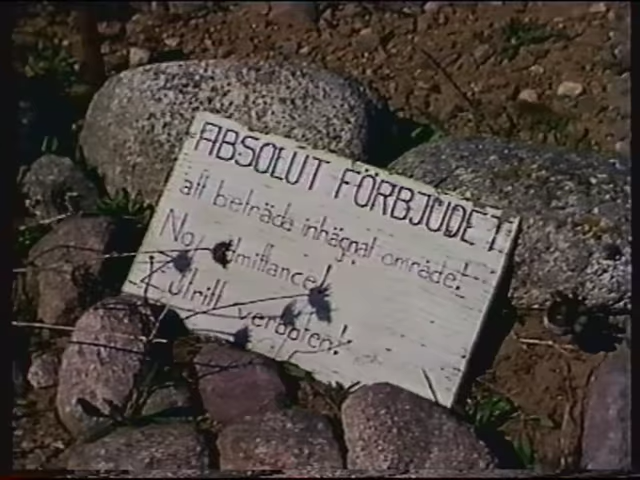 ABSOLUT FÖRBJUDET
att beträda inhägnat område!
No admittance!
Zutritt verboten!